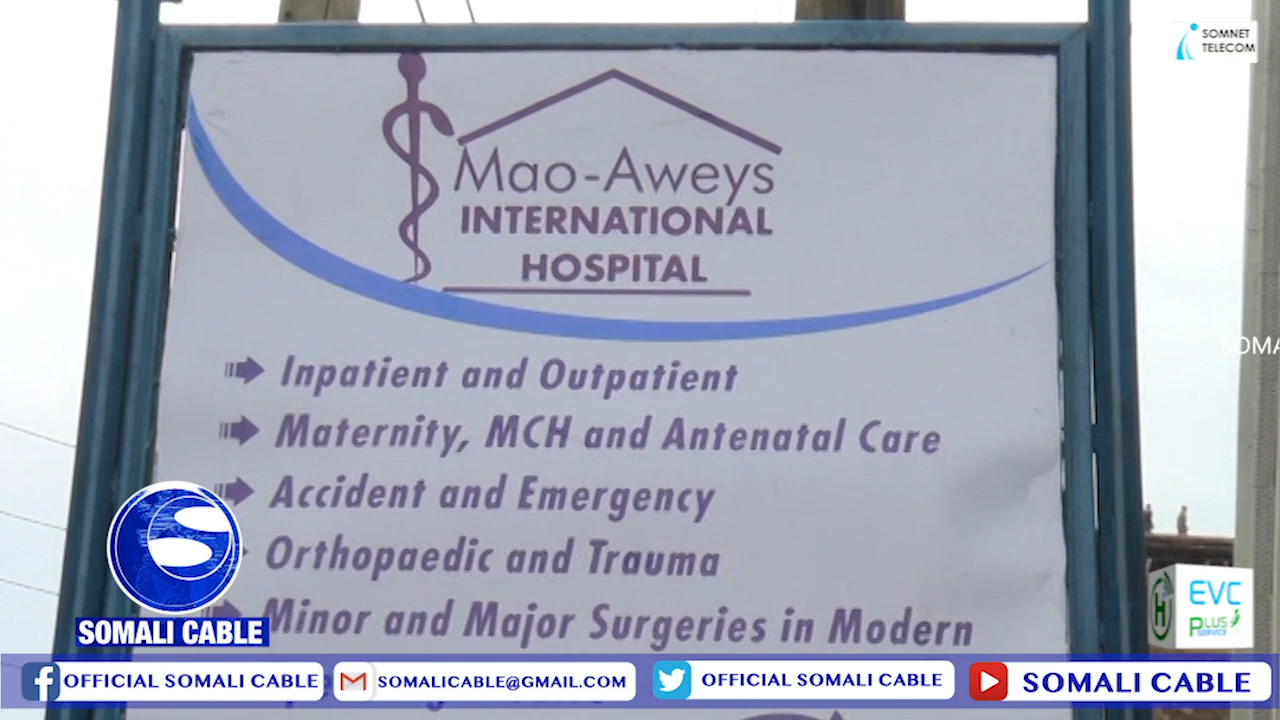 SOMNET
TELECOM
Mao-Aweys
INTERNATIONAL
HOSPITAL
SOMA
Inpatient and Outpatient
Maternity, MCH and Antenatal Care
Accident and Emergency
Orthopaedic and Trauma
Minor and Major Surgeries in Modern
SOMALI CABLE
H
EVC
PLUS
SERVICE
OFFICIAL SOMALI CABLE
SOMALICABLE@GMAIL.COM
OFFICIAL SOMALI CABLE
SOMALI CABLE